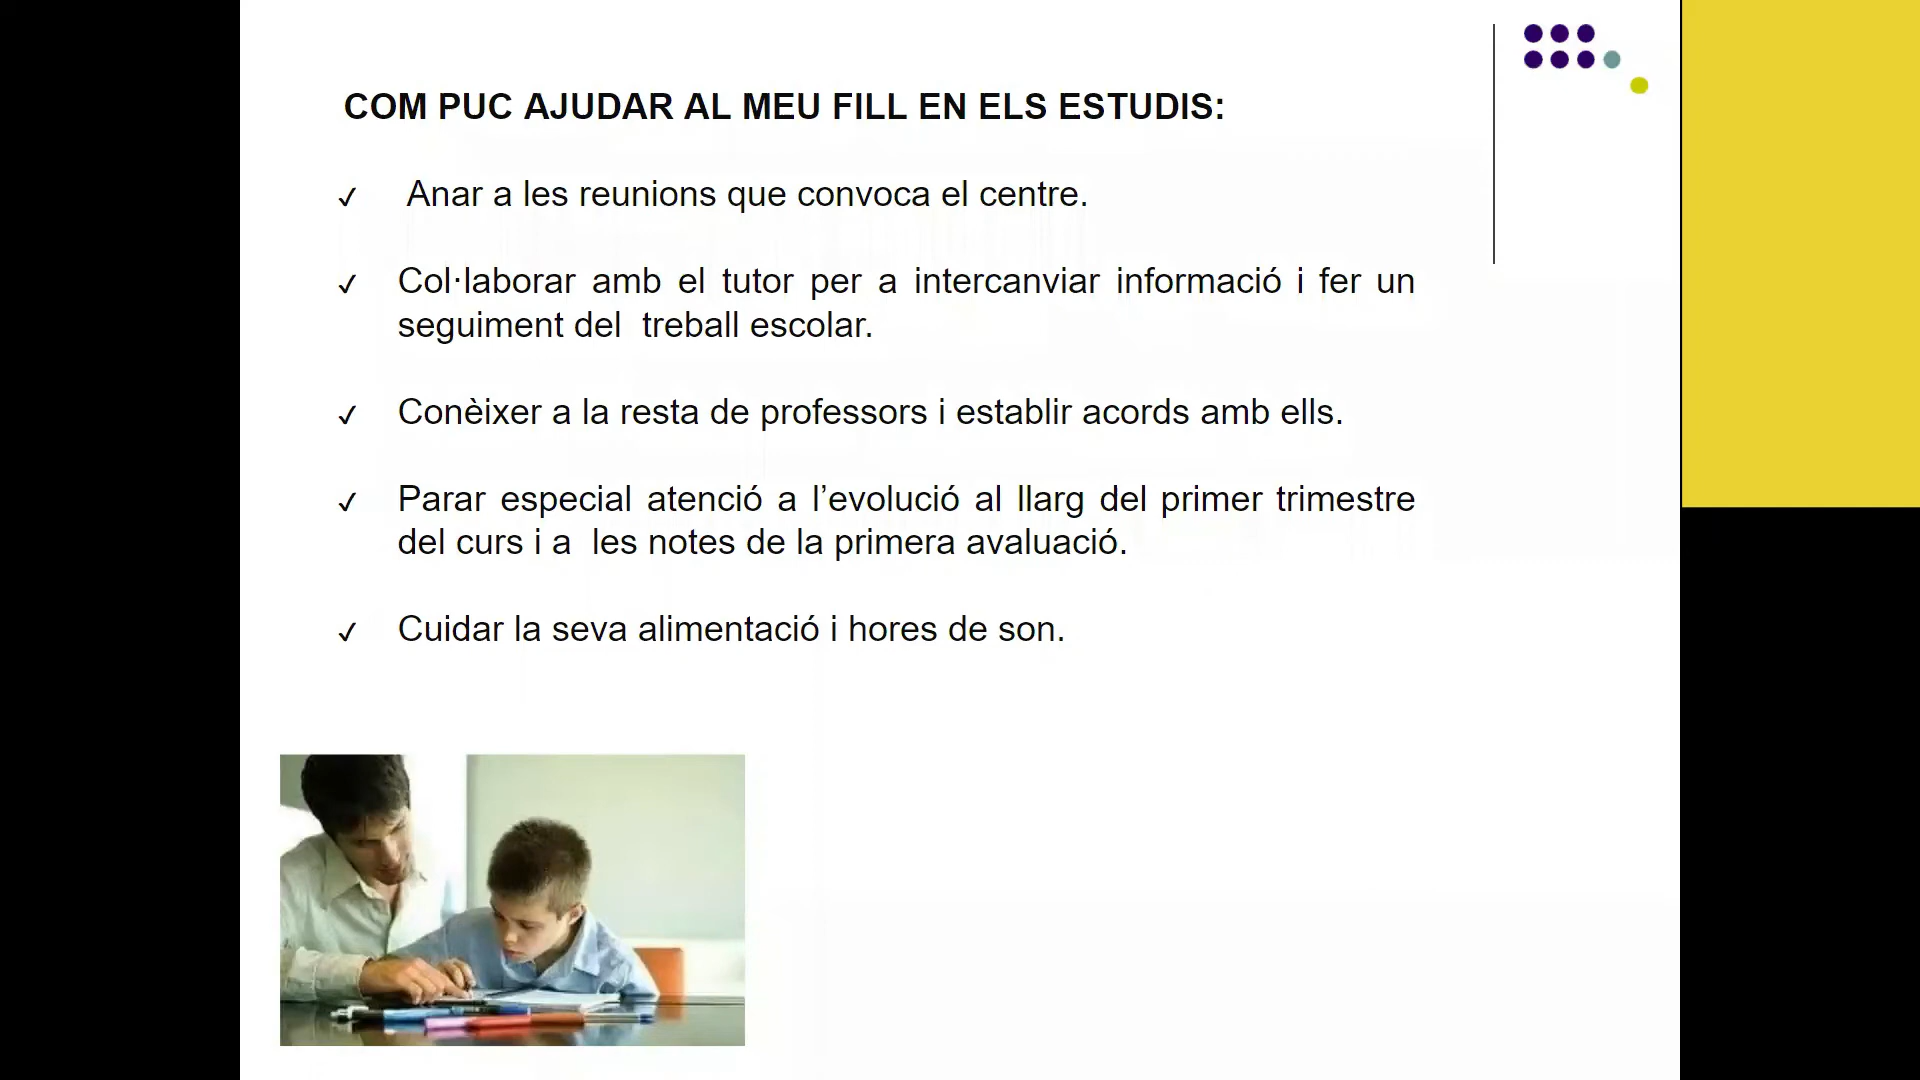 COM PUC AJUDAR AL MEU FILL EN ELS ESTUDIS:
✓ Anar a les reunions que convoca el centre.
✓ Col·laborar amb el tutor per a intercanviar informació i fer un
seguiment del treball escolar.
✓ Conèixer a la resta de professors i establir acords amb ells.
✓ Parar especial atenció a l’evolució al llarg del primer trimestre
del curs i a les notes de la primera avaluació.
✓ Cuidar la seva alimentació i hores de son.